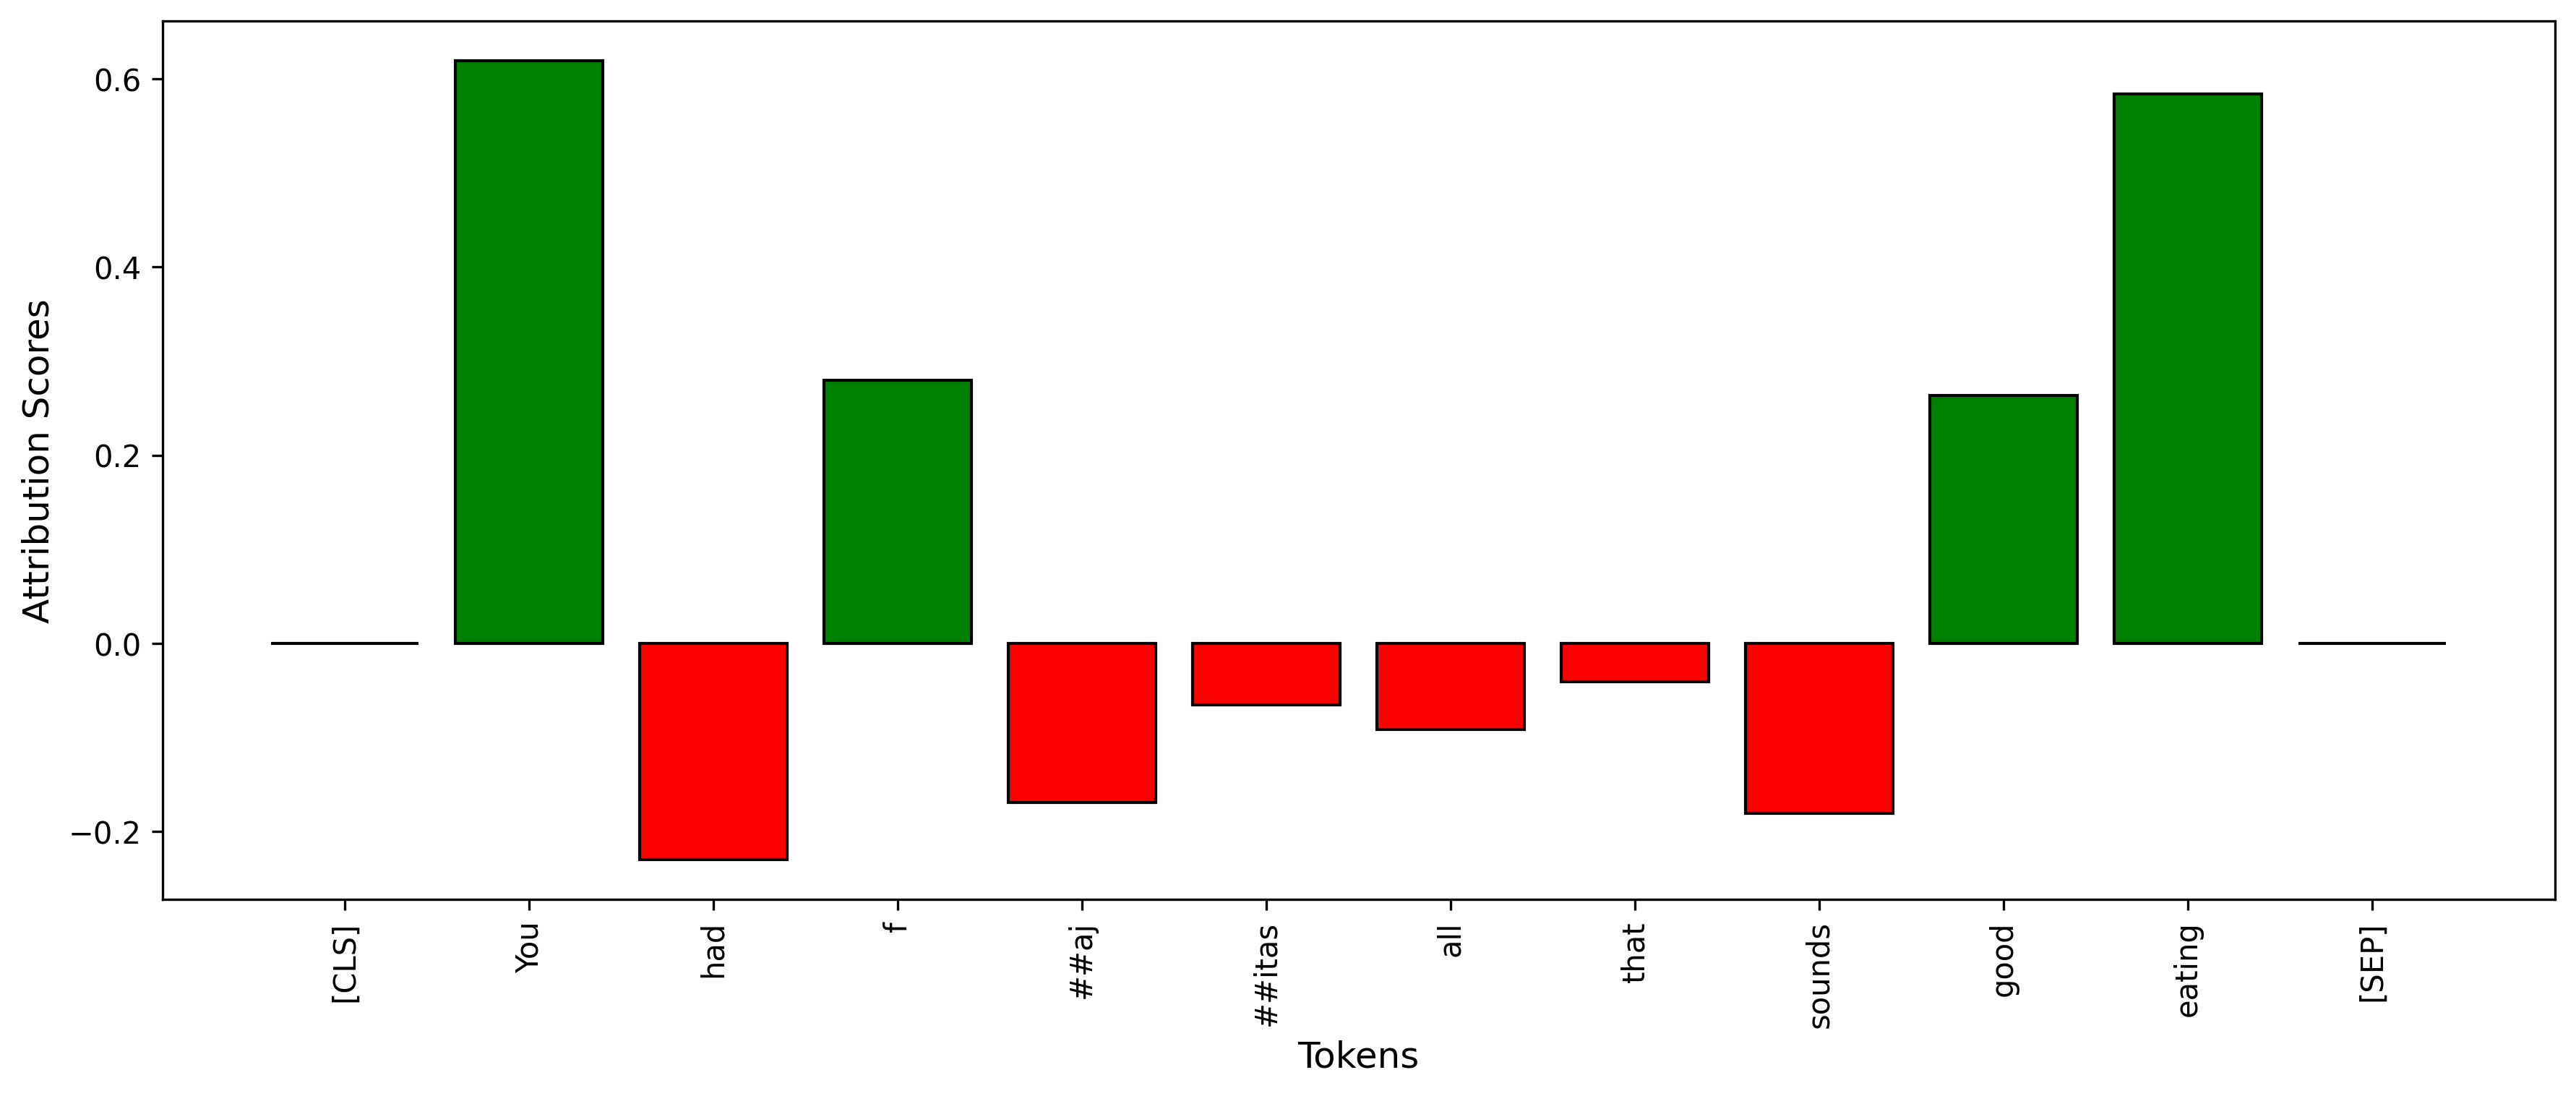 Attribution Scores
0.6
0.4
0.2
0.0
−0.2
[CLS]
You
had
f
##aj
##itas
all
that
sounds
good
eating
[SEP]
Tokens